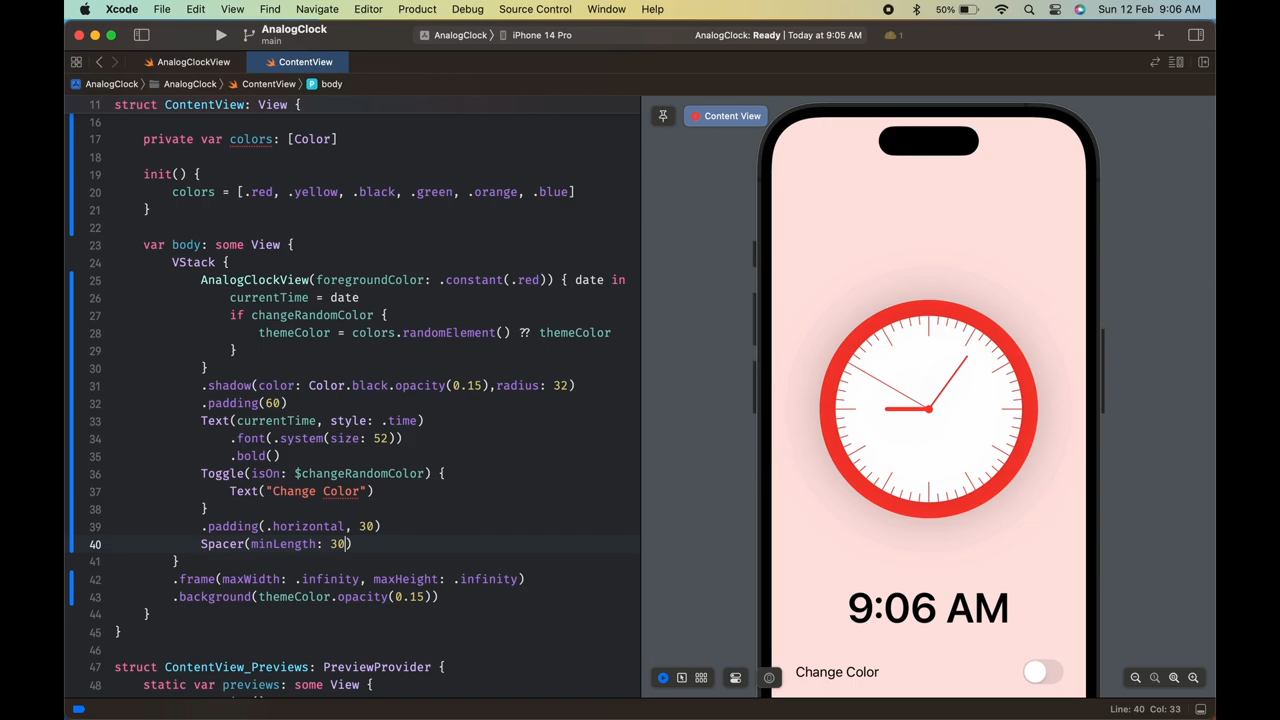 Xcode File Edit View Find Navigate Editor Product Debug Source Control Window Help 50% Sun 12 Feb 9:06 AM
AnalogClock
main
AnalogClock iPhone 14 Pro
AnalogClock: Ready | Today at 9:05 AM
1
AnalogClockView ContentView
AnalogClock AnalogClock ContentView P body
11 struct ContentView: View {
16
17 private var colors: [Color]
18
19 init() {
20 colors = [.red, .yellow, .black, .green, .orange, .blue]
21 }
22
23 var body: some View {
24 VStack {
25 AnalogClockView(foregroundColor: .constant(.red)) { date in
26 currentTime = date
27 if changeRandomColor {
28 themeColor = colors.randomElement() ?? themeColor
29 }
30 }
31 .shadow(color: Color.black.opacity(0.15),radius: 32)
32 .padding(60)
33 Text(currentTime, style: .time)
34 .font(.system(size: 52))
35 .bold()
36 Toggle(isOn: $changeRandomColor) {
37 Text("Change Color")
38 }
39 .padding(.horizontal, 30)
40 Spacer(minLength: 30)
41 }
42 .frame(maxWidth: .infinity, maxHeight: .infinity)
43 .background(themeColor.opacity(0.15))
44 }
45 }
46
47 struct ContentView_Previews: PreviewProvider {
48 static var previews: some View {
Content View
9:06 AM
Change Color
Line: 40 Col: 33